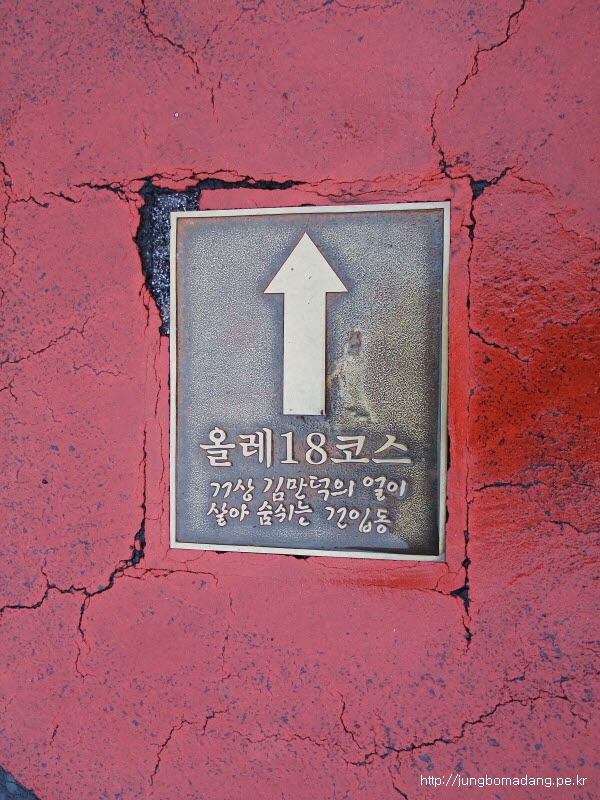 올레18코스
거상 김만덕의 얼이
살아 숨쉬는 건입동
http://jungbomadang.pe.kr